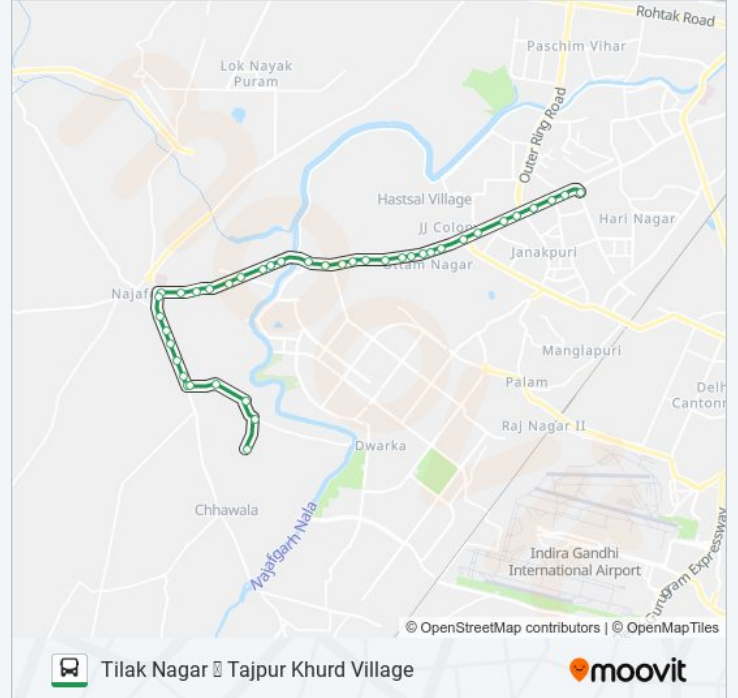 Rohtak Road
Paschim Vihar
Lok Nayak
Puram
Outer Ring Road
Hastsal Village
Hari Nagar
JJ Colon
Janakpuri
Uttam Nagar
Najaf
Manglapuri
Palam
Delh
Cantonm
Raj Nagar II
Dwarka
Chhawala
Najafgarh Nala
Indira Gandhi
International Airport
Gurugram Expressway
© OpenStreetMap contributors | © OpenMapTiles
Tilak Nagar Tajpur Khurd Village
moovit